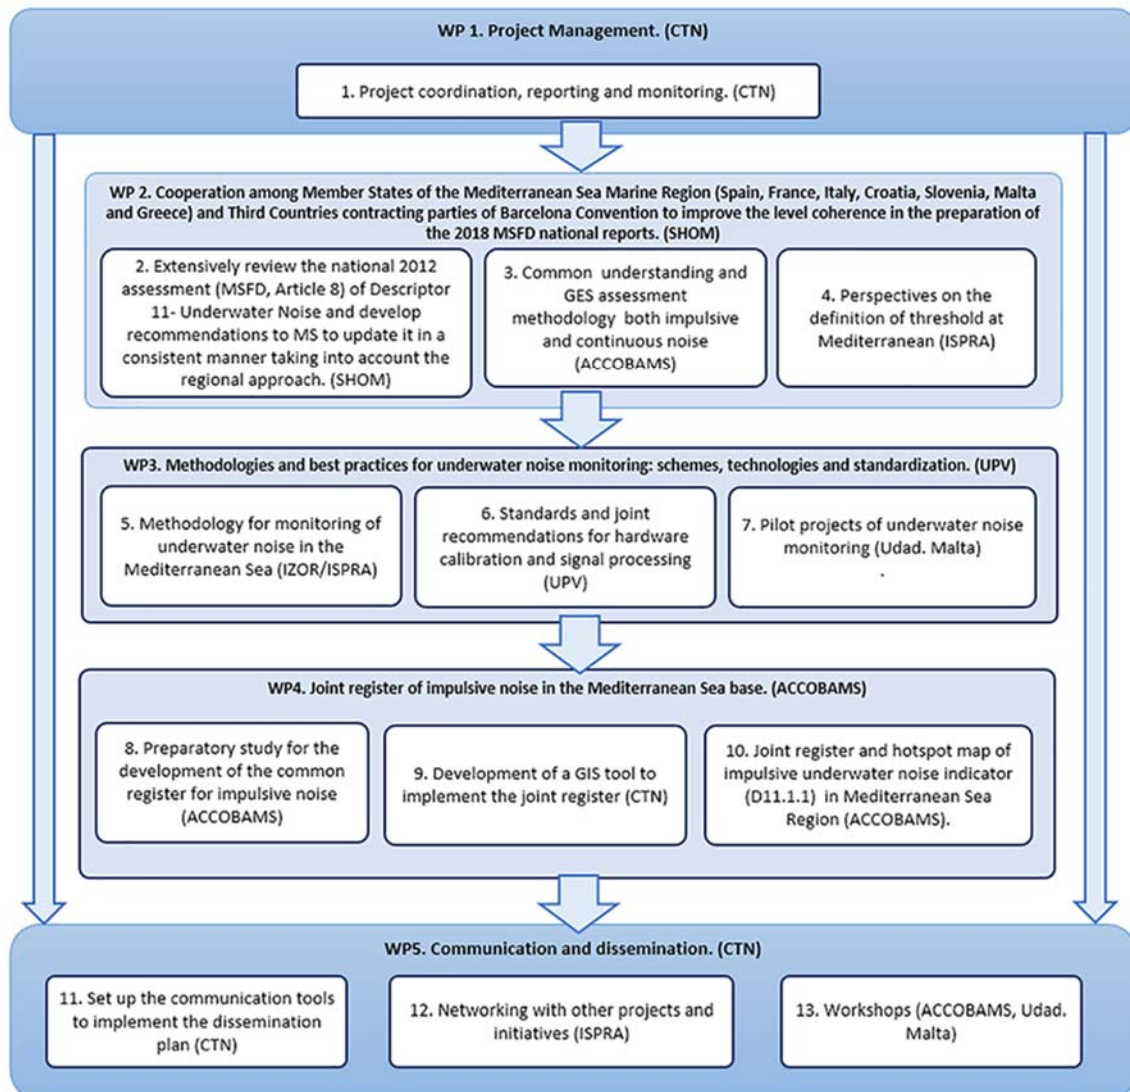 WP 1. Project Management. (CTN)
1. Project coordination, reporting and monitoring. (CTN)
WP 2. Cooperation among Member States of the Mediterranean Sea Marine Region (Spain, France, Italy, Croatia, Slovenia, Malta
and Greece) and Third Countries contracting parties of Barcelona Convention to improve the level coherence in the preparation of
the 2018 MSFD national reports. (SHOM)
2. Extensively review the national 2012
assessment (MSFD, Article 8) of Descriptor
11- Underwater Noise and develop
recommendations to MS to update it in a
consistent manner taking into account the
regional approach. (SHOM)
3. Common understanding and
GES assessment
methodology both impulsive
and continuous noise
(ACCOBAMS)
4. Perspectives on the
definition of threshold at
Mediterranean (ISPRA)
WP3. Methodologies and best practices for underwater noise monitoring: schemes, technologies and standardization. (UPV)
5. Methodology for monitoring of
underwater noise in the
Mediterranean Sea (IZOR/ISPRA)
6. Standards and joint
recommendations for hardware
calibration and signal processing
(UPV)
7. Pilot projects of underwater noise
monitoring (Udad. Malta)
.
WP4. Joint register of impulsive noise in the Mediterranean Sea base. (ACCOBAMS)
8. Preparatory study for the
development of the common
register for impulsive noise
(ACCOBAMS)
9. Development of a GIS tool to
implement the joint register (CTN)
10. Joint register and hotspot map of
impulsive underwater noise indicator
(D11.1.1) in Mediterranean Sea
Region (ACCOBAMS).
WP5. Communication and dissemination. (CTN)
11. Set up the communication tools
to implement the dissemination
plan (CTN)
12. Networking with other projects and
initiatives (ISPRA)
13. Workshops (ACCOBAMS, Udad.
Malta)